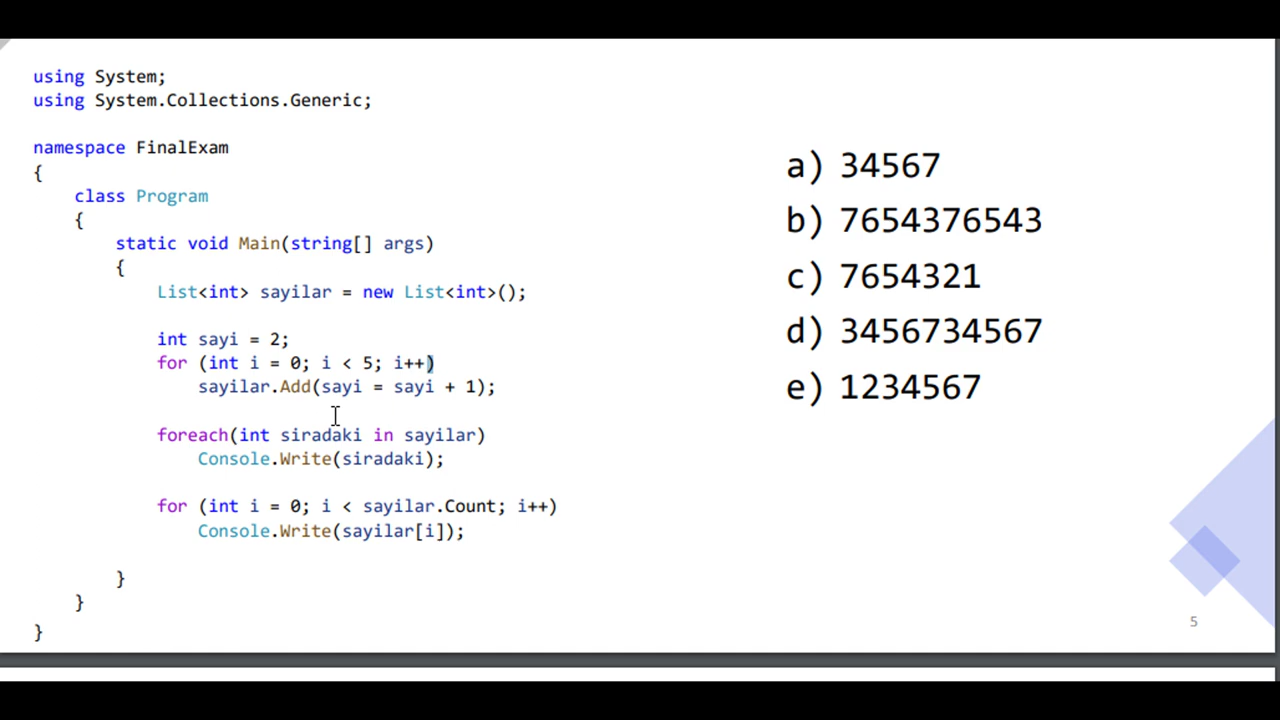 using System;
using System.Collections.Generic;
namespace FinalExam
{
class Program
{
static void Main(string[] args)
{
List<int> sayilar = new List<int>();
int sayi = 2;
for (int i = 0; i < 5; i++)
sayilar.Add(sayi = sayi + 1);
foreach(int siradaki in sayilar)
Console.Write(siradaki);
for (int i = 0; i < sayilar.Count; i++)
Console.Write(sayilar[i]);
}
}
}
a) 34567
b) 7654376543
c) 7654321
d) 3456734567
e) 1234567
5